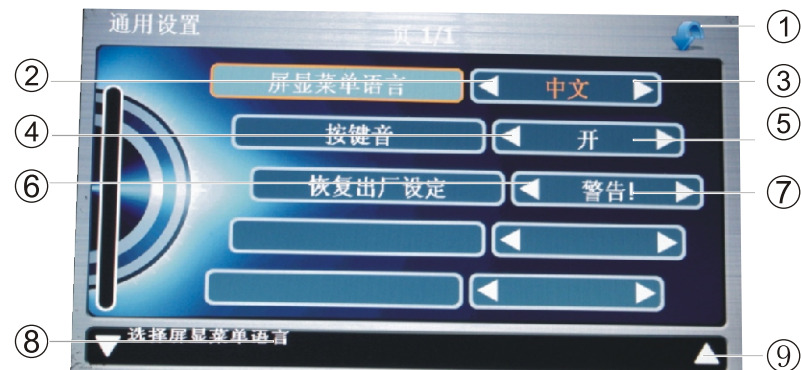 通用设置
页 1/1
①
② 屏显菜单语言 中文 ③
④ 按键音 开 ⑤
⑥ 恢复出厂设定 警告! ⑦
⑧ 选择屏显菜单语言 ⑨